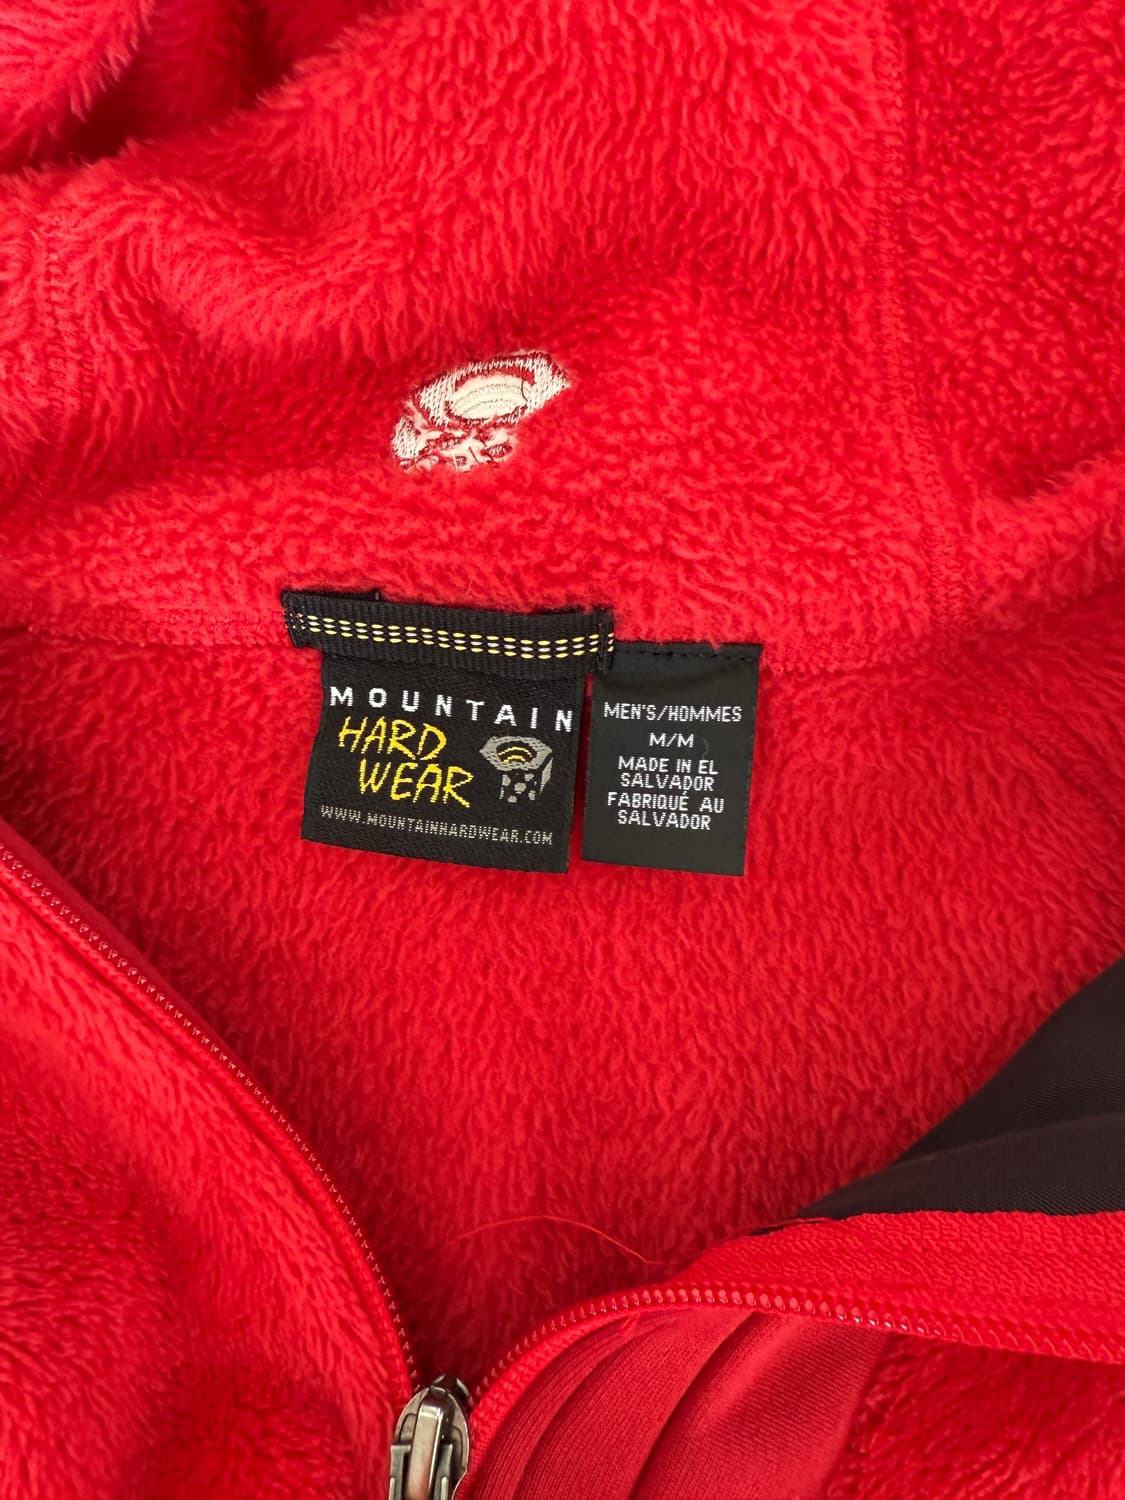 MOUNTAIN
HARD
WEAR
WWW.MOUNTAINHARDWEAR.COM
MEN'S/HOMMES
M/M
MADE IN EL
SALVADOR
FABRIQUÉ AU
SALVADOR